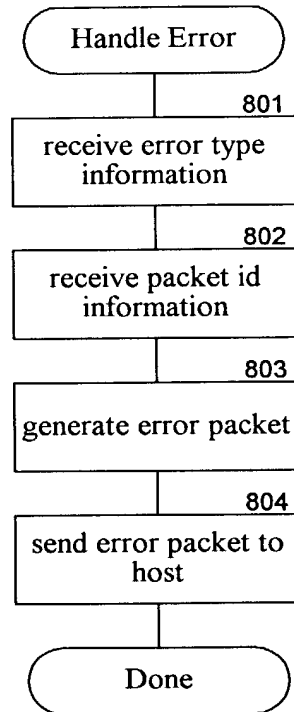 Handle Error
801
receive error type
information
802
receive packet id
information
803
generate error packet
804
send error packet to
host
Done